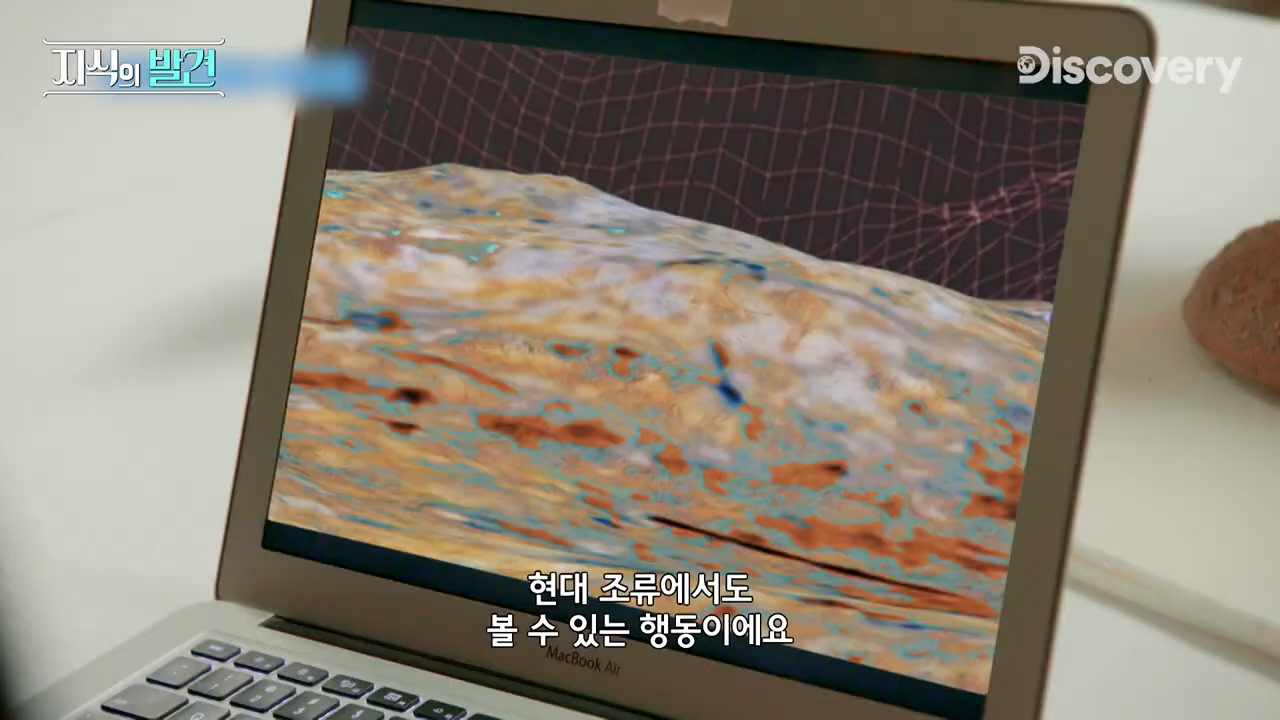 지식의 발견
Discovery
현대 조류에서도
볼 수 있는 행동이에요
MacBook Air